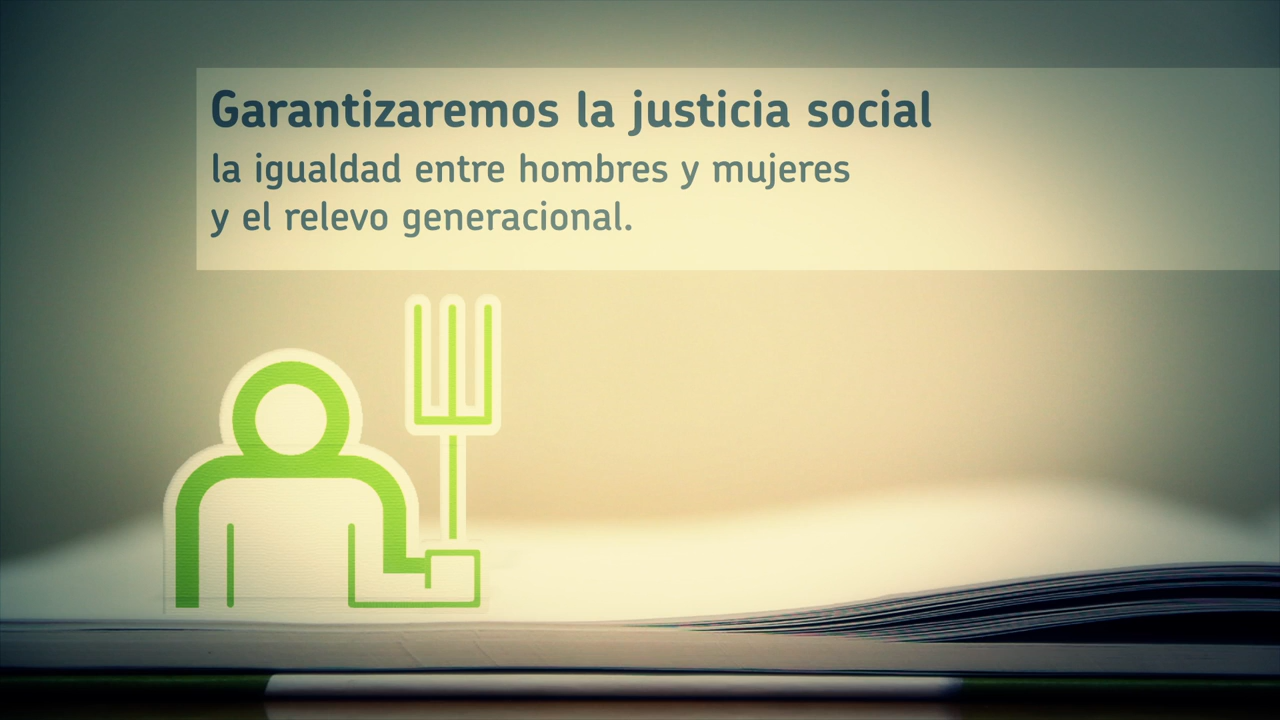 Garantizaremos la justicia social
la igualdad entre hombres y mujeres
y el relevo generacional.